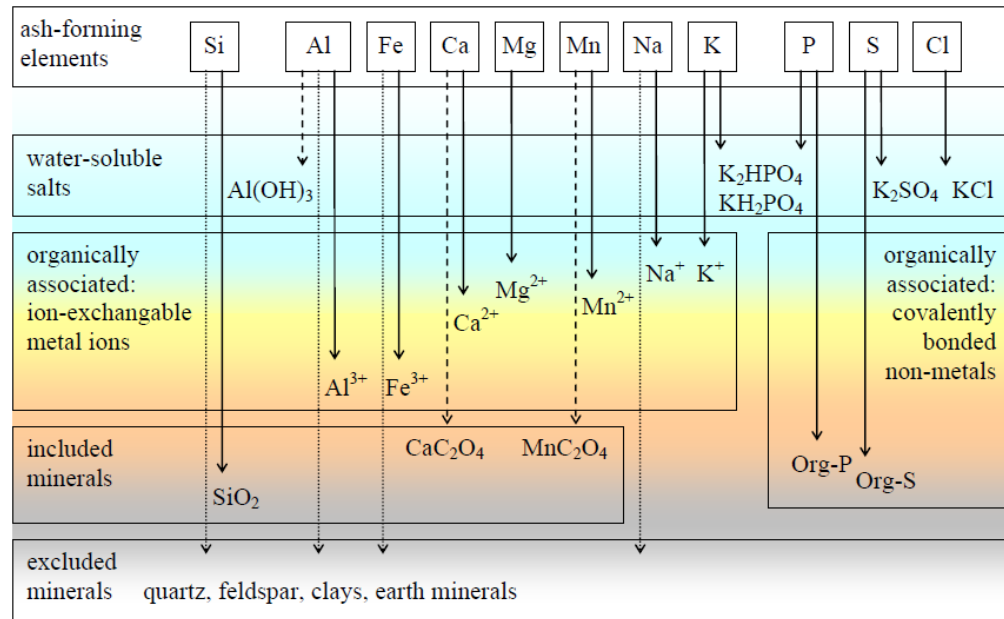 ash-forming
elements
Si Al Fe Ca Mg Mn Na K P S Cl
water-soluble
salts
Al(OH)₃
K₂HPO₄
KH₂PO₄
K₂SO₄ KCl
organically
associated:
ion-exchangable
metal ions
Al³⁺ Fe³⁺ Ca²⁺ Mg²⁺ Mn²⁺ Na⁺ K⁺
organically
associated:
covalently
bonded
non-metals
Org-P
Org-S
included
minerals
SiO₂
CaC₂O₄ MnC₂O₄
excluded
minerals quartz, feldspar, clays, earth minerals